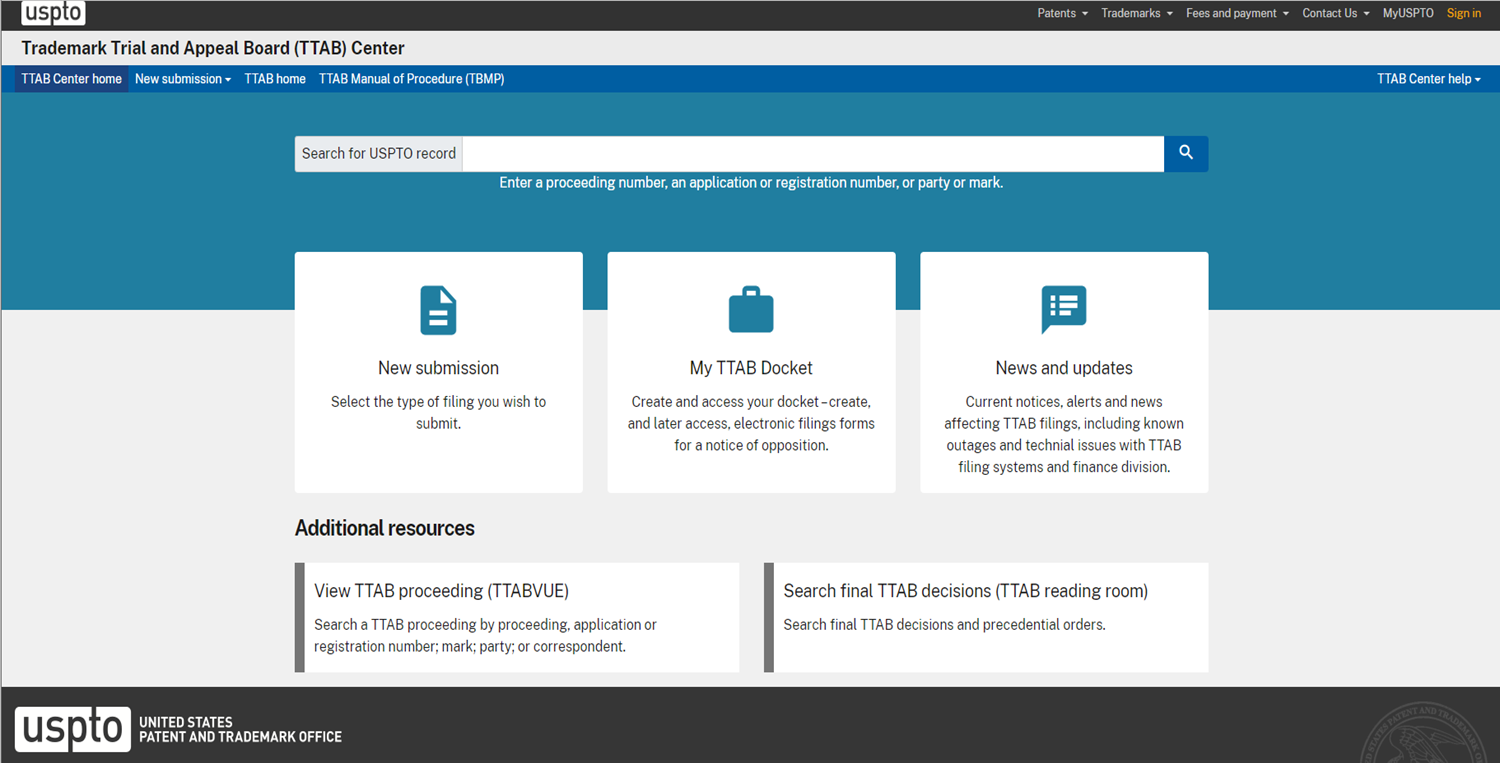 uspto
Patents
Trademarks
Fees and payment
Contact Us
MyUSPTO
Sign in
Trademark Trial and Appeal Board (TTAB) Center
TTAB Center home
New submission
TTAB home
TTAB Manual of Procedure (TBMP)
TTAB Center help
Search for USPTO record
Enter a proceeding number, an application or registration number, or party or mark.
New submission
Select the type of filing you wish to
submit.
My TTAB Docket
Create and access your docket – create,
and later access, electronic filings forms
for a notice of opposition.
News and updates
Current notices, alerts and news
affecting TTAB filings, including known
outages and technial issues with TTAB
filing systems and finance division.
Additional resources
View TTAB proceeding (TTABVUE)
Search a TTAB proceeding by proceeding, application or
registration number; mark; party; or correspondent.
Search final TTAB decisions (TTAB reading room)
Search final TTAB decisions and precedential orders.
uspto
UNITED STATES
PATENT AND TRADEMARK OFFICE